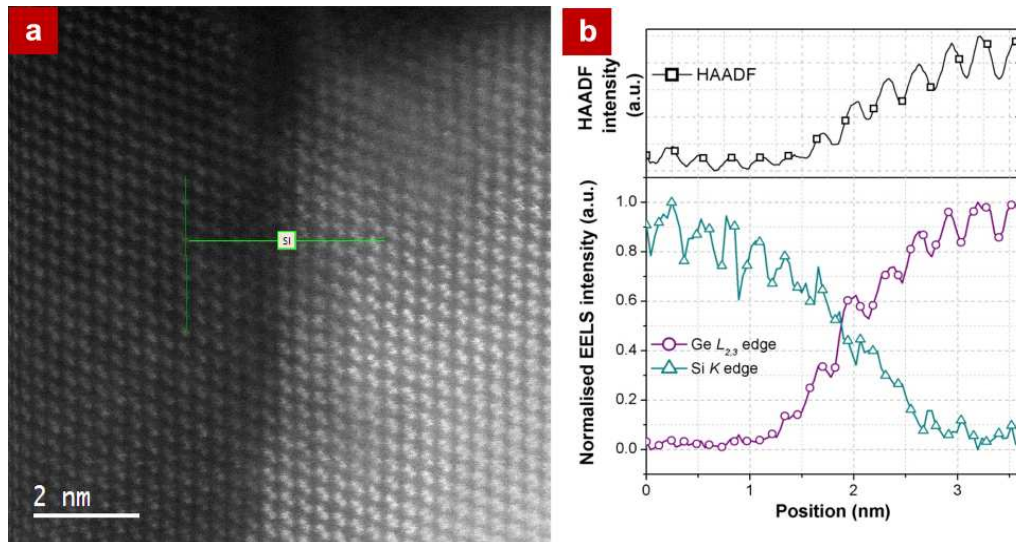 a
SI
2 nm
b
HAADF
intensity
(a.u.)
HAADF
Normalised EELS intensity (a.u.)
1.0
0.8
0.6
0.4
0.2
0.0
Ge L2,3 edge
Si K edge
0
1
2
3
Position (nm)